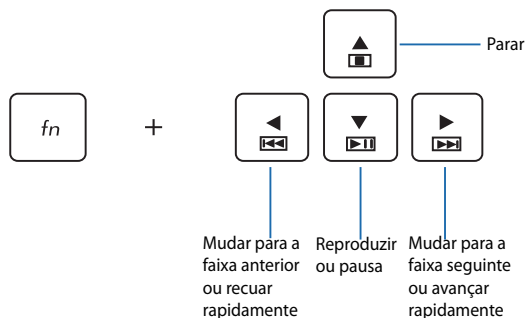 Parar
fn
+
Mudar para a
faixa anterior
ou recuar
rapidamente
Reproduzir
ou pausa
Mudar para a
faixa seguinte
ou avançar
rapidamente